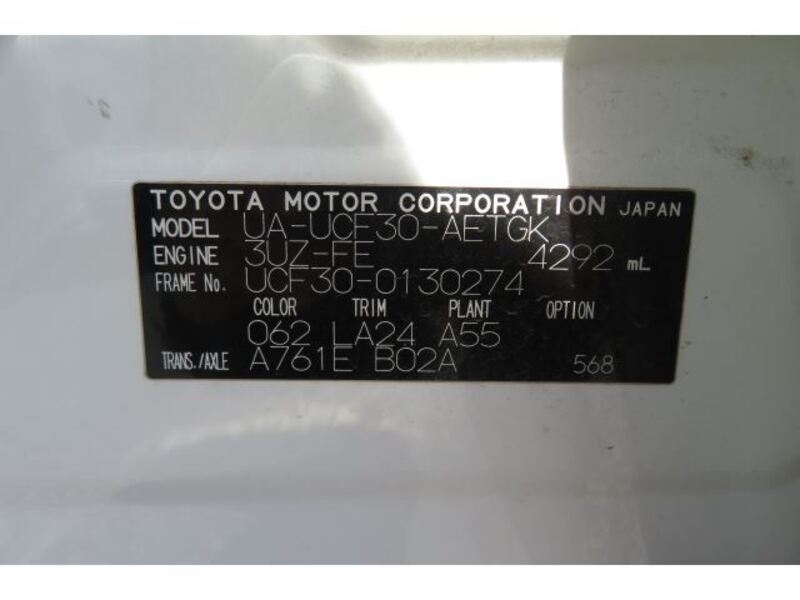 TOYOTA MOTOR CORPORATION JAPAN
MODEL UA-UCF30-AETGK
ENGINE 3UZ-FE 4292 mL
FRAME No. UCF30-0130274
COLOR TRIM PLANT OPTION
062 LA24 A55
TRANS./AXLE A761E B02A 568